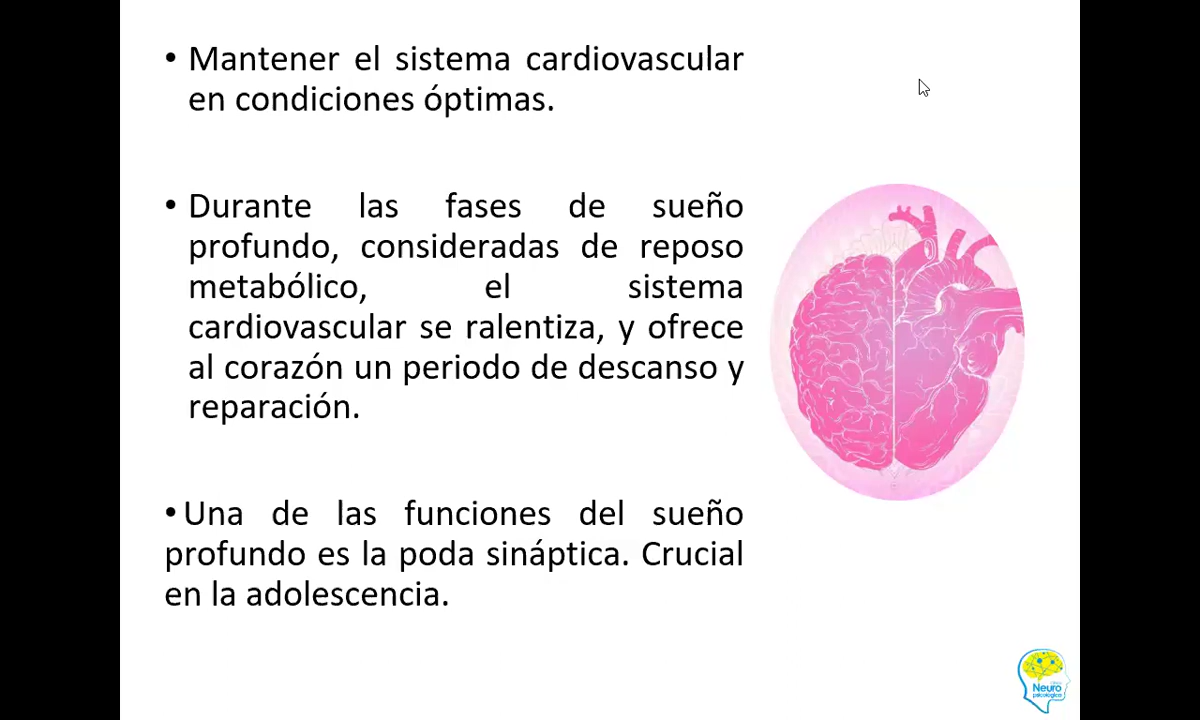 • Mantener el sistema cardiovascular
en condiciones óptimas.
• Durante las fases de sueño
profundo, consideradas de reposo
metabólico, el sistema
cardiovascular se ralentiza, y ofrece
al corazón un periodo de descanso y
reparación.
• Una de las funciones del sueño
profundo es la poda sináptica. Crucial
en la adolescencia.
Neuro
psicológica